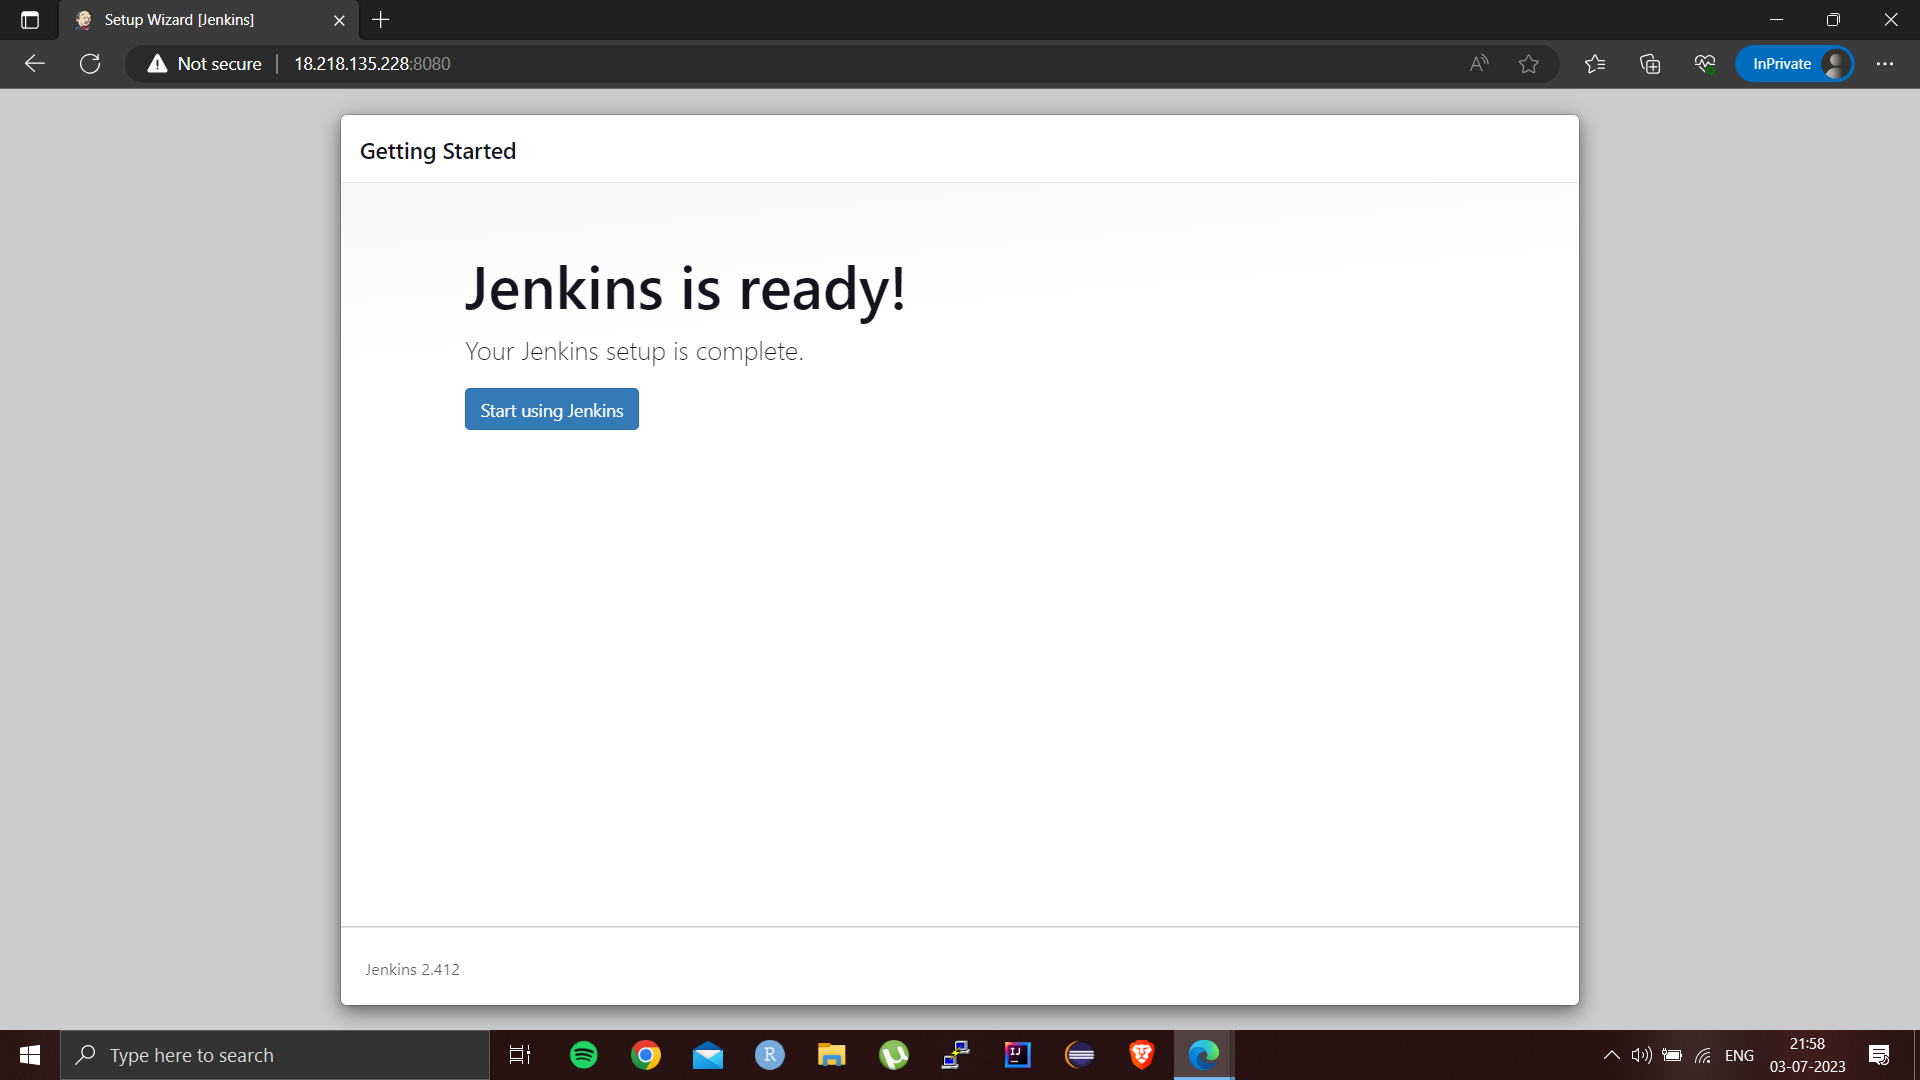 Setup Wizard [Jenkins]
Not secure
18.218.135.228:8080
InPrivate
Getting Started
Jenkins is ready!
Your Jenkins setup is complete.
Start using Jenkins
Jenkins 2.412
Type here to search
R
IJ
ENG
21:58
03-07-2023